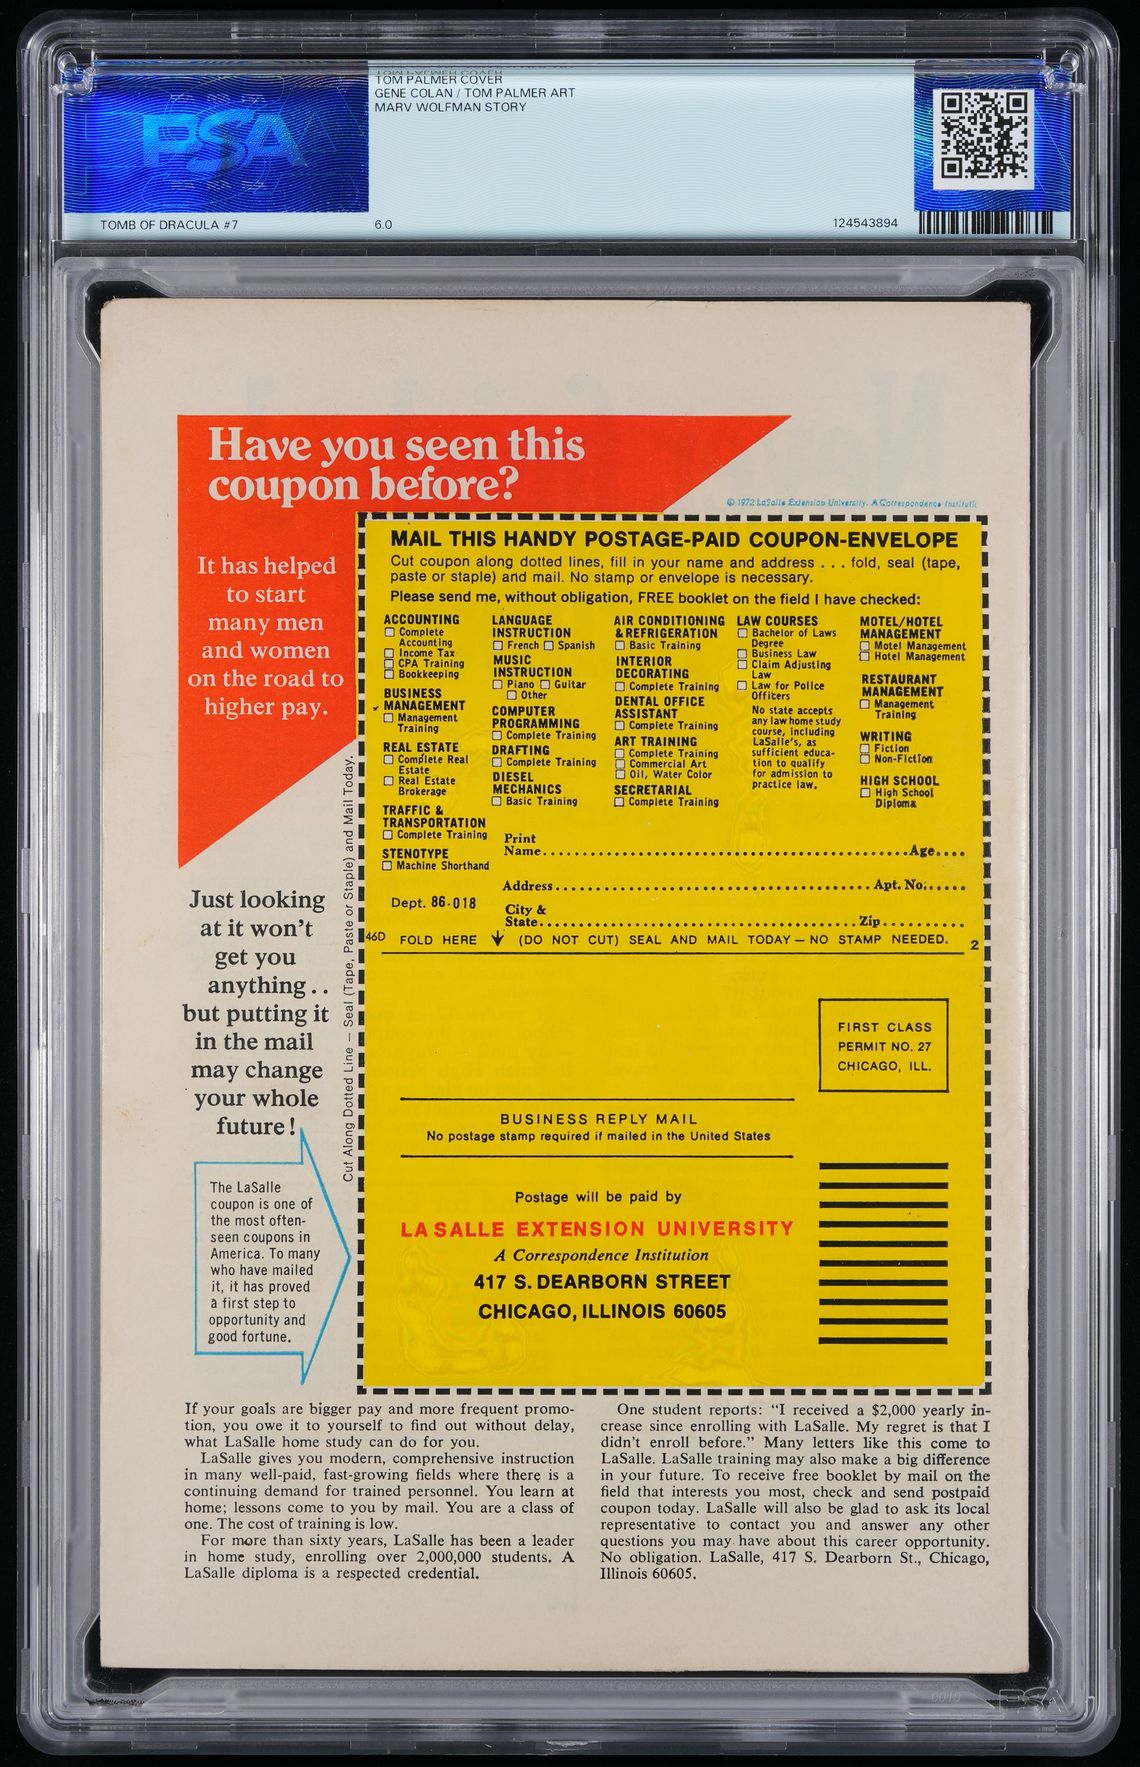 TOM PALMER COVER
TOM PALMER COVER
GENE COLAN / TOM PALMER ART
MARV WOLFMAN STORY
PSA
TOMB OF DRACULA #7
6.0
124543894
Have you seen this
coupon before?
© 1972 LaSalle Extension University. A Correspondence Institutic
It has helped
to start
many men
and women
on the road to
higher pay.
MAIL THIS HANDY POSTAGE-PAID COUPON-ENVELOPE
Cut coupon along dotted lines, fill in your name and address . . . fold, seal (tape,
paste or staple) and mail. No stamp or envelope is necessary.
Please send me, without obligation, FREE booklet on the field I have checked:
ACCOUNTING
Complete
Accounting
Income Tax
CPA Training
Bookkeeping
BUSINESS
MANAGEMENT
Management
Training
REAL ESTATE
Complete Real
Estate
Real Estate
Brokerage
TRAFFIC &
TRANSPORTATION
Complete Training
STENOTYPE
Machine Shorthand
LANGUAGE
INSTRUCTION
French Spanish
MUSIC
INSTRUCTION
Piano Guitar
Other
COMPUTER
PROGRAMMING
Complete Training
DRAFTING
Complete Training
DIESEL
MECHANICS
Basic Training
AIR CONDITIONING
& REFRIGERATION
Basic Training
INTERIOR
DECORATING
Complete Training
DENTAL OFFICE
ASSISTANT
Complete Training
ART TRAINING
Complete Training
Commercial Art
Oil, Water Color
SECRETARIAL
Complete Training
LAW COURSES
Bachelor of Laws
Degree
Business Law
Claim Adjusting
Law
Law for Police
Officers
No state accepts
any law home study
course, including
LaSalle's, as
sufficient educa-
tion to qualify
for admission to
practice law.
MOTEL/HOTEL
MANAGEMENT
Motel Management
Hotel Management
RESTAURANT
MANAGEMENT
Management
Training
WRITING
Fiction
Non-Fiction
HIGH SCHOOL
High School
Diploma
Print
Name....Age....
Address....Apt. No......
Dept. 86-018
City &
State....Zip....
46D FOLD HERE (DO NOT CUT) SEAL AND MAIL TODAY — NO STAMP NEEDED. 2
Cut Along Dotted Line — Seal (Tape, Paste or Staple) and Mail Today.
Just looking
at it won't
get you
anything . .
but putting it
in the mail
may change
your whole
future!
The LaSalle
coupon is one of
the most often-
seen coupons in
America. To many
who have mailed
it, it has proved
a first step to
opportunity and
good fortune.
FIRST CLASS
PERMIT NO. 27
CHICAGO, ILL.
BUSINESS REPLY MAIL
No postage stamp required if mailed in the United States
Postage will be paid by
LA SALLE EXTENSION UNIVERSITY
A Correspondence Institution
417 S. DEARBORN STREET
CHICAGO, ILLINOIS 60605
If your goals are bigger pay and more frequent promo-
tion, you owe it to yourself to find out without delay,
what LaSalle home study can do for you.
LaSalle gives you modern, comprehensive instruction
in many well-paid, fast-growing fields where there is a
continuing demand for trained personnel. You learn at
home; lessons come to you by mail. You are a class of
one. The cost of training is low.
For more than sixty years, LaSalle has been a leader
in home study, enrolling over 2,000,000 students. A
LaSalle diploma is a respected credential.
One student reports: "I received a $2,000 yearly in-
crease since enrolling with LaSalle. My regret is that I
didn't enroll before." Many letters like this come to
LaSalle. LaSalle training may also make a big difference
in your future. To receive free booklet by mail on the
field that interests you most, check and send postpaid
coupon today. LaSalle will also be glad to ask its local
representative to contact you and answer any other
questions you may have about this career opportunity.
No obligation. LaSalle, 417 S. Dearborn St., Chicago,
Illinois 60605.
0019
PSA